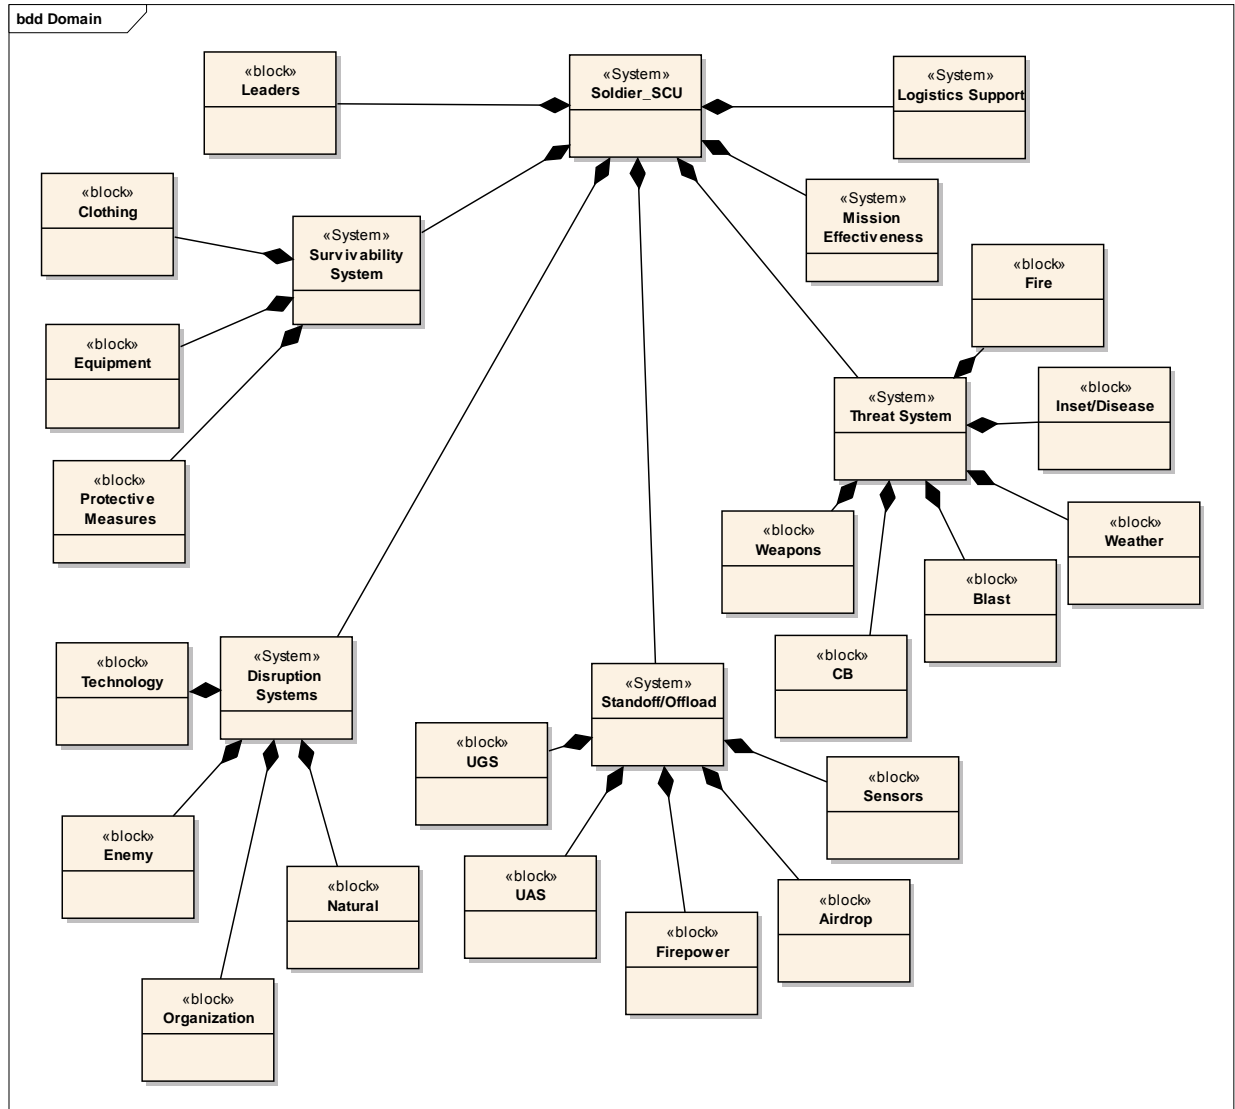 bdd Domain
«block»
Leaders
«System»
Soldier_SCU
«System»
Logistics Support
«block»
Clothing
«System»
Survivability
System
«System»
Mission
Effectiveness
«block»
Fire
«block»
Equipment
«System»
Threat System
«block»
Inset/Disease
«block»
Protective
Measures
«block»
Weapons
«block»
Weather
«block»
Blast
«block»
CB
«block»
Technology
«System»
Disruption
Systems
«System»
Standoff/Offload
«block»
UGS
«block»
Sensors
«block»
Enemy
«block»
Natural
«block»
UAS
«block»
Firepower
«block»
Airdrop
«block»
Organization